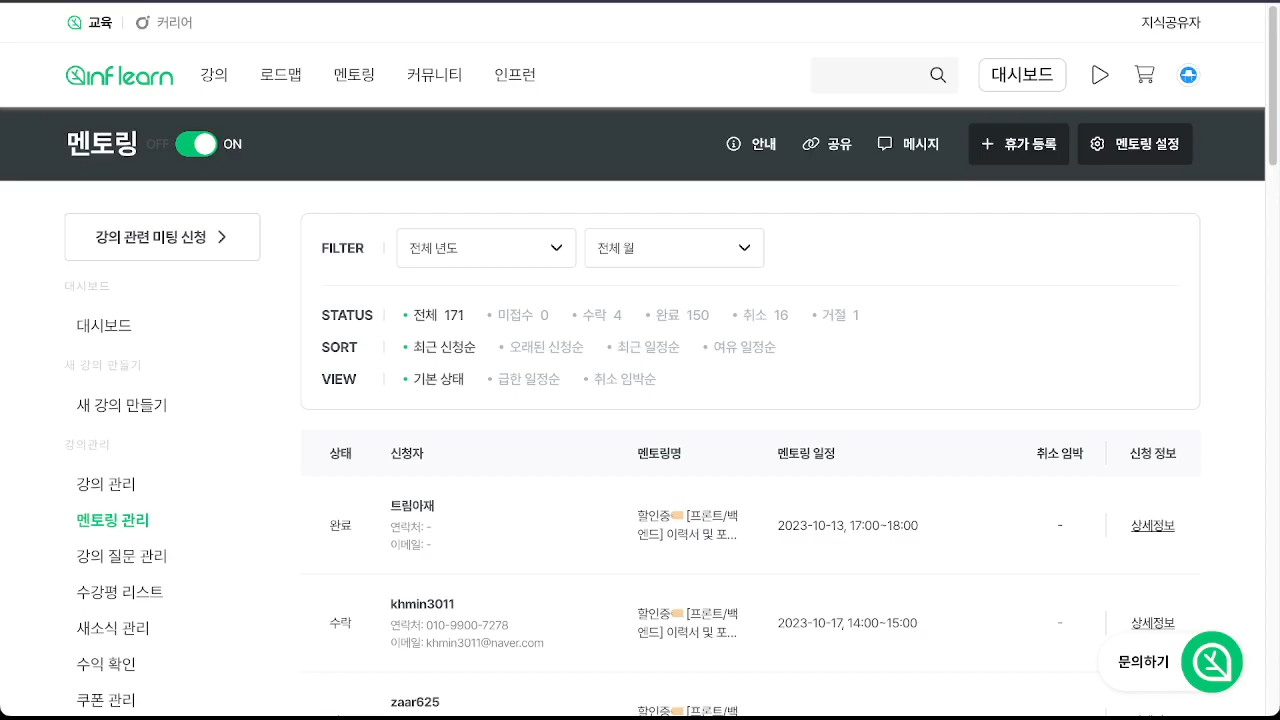 교육 커리어 지식공유자
inflearn 강의 로드맵 멘토링 커뮤니티 인프런 대시보드
멘토링 OFF ON 안내 공유 메시지 + 휴가 등록 멘토링 설정
강의 관련 미팅 신청
대시보드
대시보드
새 강의 만들기
새 강의 만들기
강의관리
강의 관리
멘토링 관리
강의 질문 관리
수강평 리스트
새소식 관리
수익 확인
쿠폰 관리
FILTER 전체 년도 전체 월
STATUS • 전체 171 • 미접수 0 • 수락 4 • 완료 150 • 취소 16 • 거절 1
SORT • 최근 신청순 • 오래된 신청순 • 최근 일정순 • 여유 일정순
VIEW • 기본 상태 • 급한 일정순 • 취소 임박순
상태 신청자 멘토링명 멘토링 일정 취소 임박 신청 정보
트릴아재
완료 연락처: - 할인중 [프론트/백 2023-10-13, 17:00~18:00 - 상세정보
이메일: - 엔드] 이력서 및 포...
khmin3011
수락 연락처: 010-9900-7278 할인중 [프론트/백 2023-10-17, 14:00~15:00 - 상세정보
이메일: khmin3011@naver.com 엔드] 이력서 및 포...
zaar625
할인중 [프론트/백
문의하기